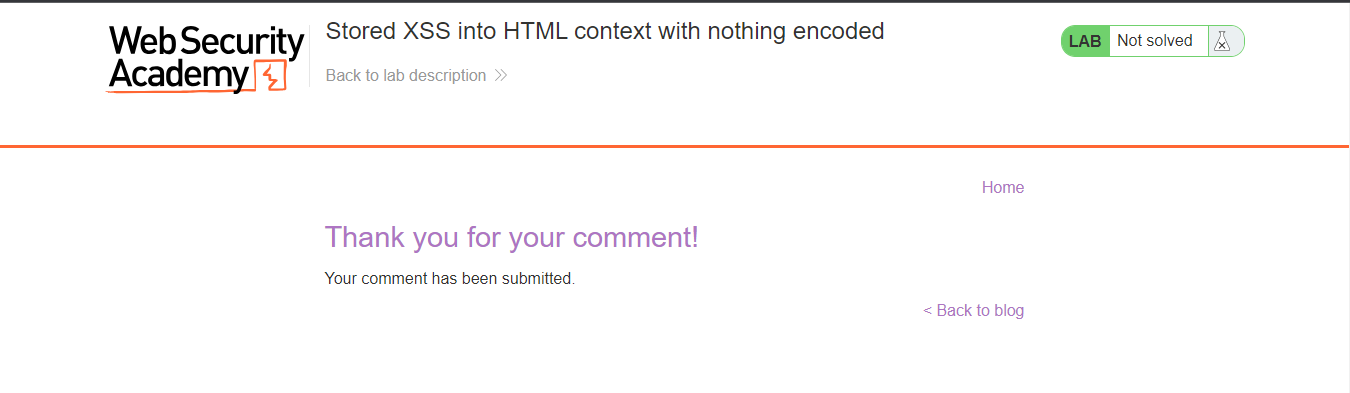 Web Security
Academy
Stored XSS into HTML context with nothing encoded
Back to lab description
LAB Not solved
Home
Thank you for your comment!
Your comment has been submitted.
< Back to blog